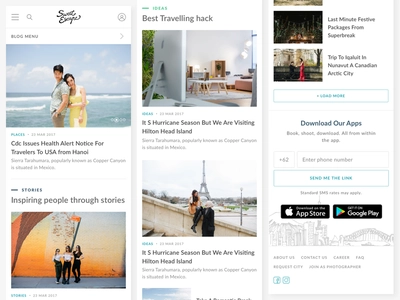 Sweet
Escape
BLOG MENU
PLACES • 23 MAR 2017
Cdc Issues Health Alert Notice For
Travelers To USA from Hanoi
Sierra Tarahumara, popularly known as Copper Canyon
is situated in Mexico.
STORIES
Inspiring people through stories
STORIES • 23 MAR 2017
IDEAS
Best Travelling hack
IDEAS • 23 MAR 2017
It S Hurricane Season But We Are Visiting
Hilton Head Island
Sierra Tarahumara, popularly known as Copper Canyon
is situated in Mexico.
IDEAS • 23 MAR 2017
It S Hurricane Season But We Are Visiting
Hilton Head Island
Sierra Tarahumara, popularly known as Copper Canyon
is situated in Mexico.
Last Minute Festive
Packages From
Superbreak
Trip To Iqaluit In
Nunavut A Canadian
Arctic City
+ LOAD MORE
Download Our Apps
Book, shoot, download. All from within
the app.
+62 Enter phone number
SEND ME THE LINK
Standard SMS rates may apply.
Download on the
App Store
GET IT ON
Google Play
ABOUT US CONTACT US CAREER FAQ
REQUEST CITY JOIN AS PHOTOGRAPHER